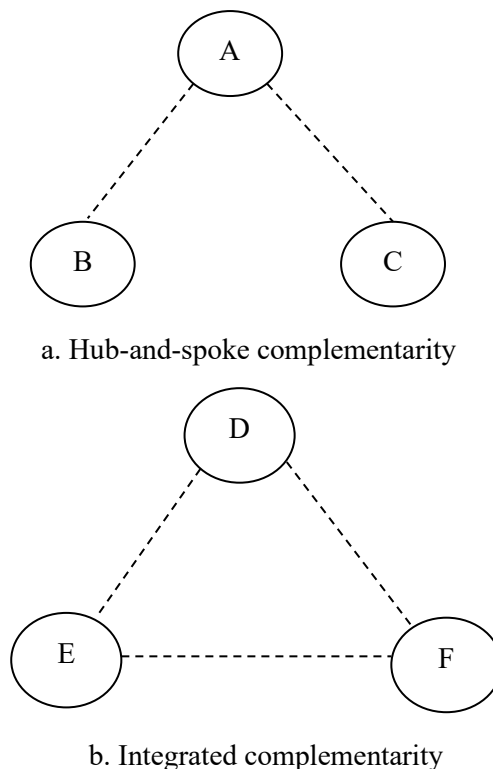 A
B C
a. Hub-and-spoke complementarity
D
E F
b. Integrated complementarity